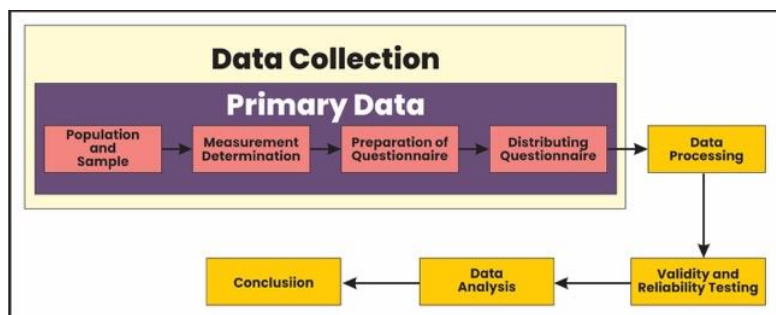 Data Collection
Primary Data
Population
and
Sample
Measurement
Determination
Preparation of
Questionnaire
Distributing
Questionnaire
Data
Processing
Validity and
Reliability Testing
Data
Analysis
Conclusiion